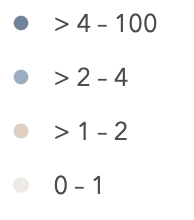 > 4 – 100
> 2 – 4
> 1 – 2
0 – 1